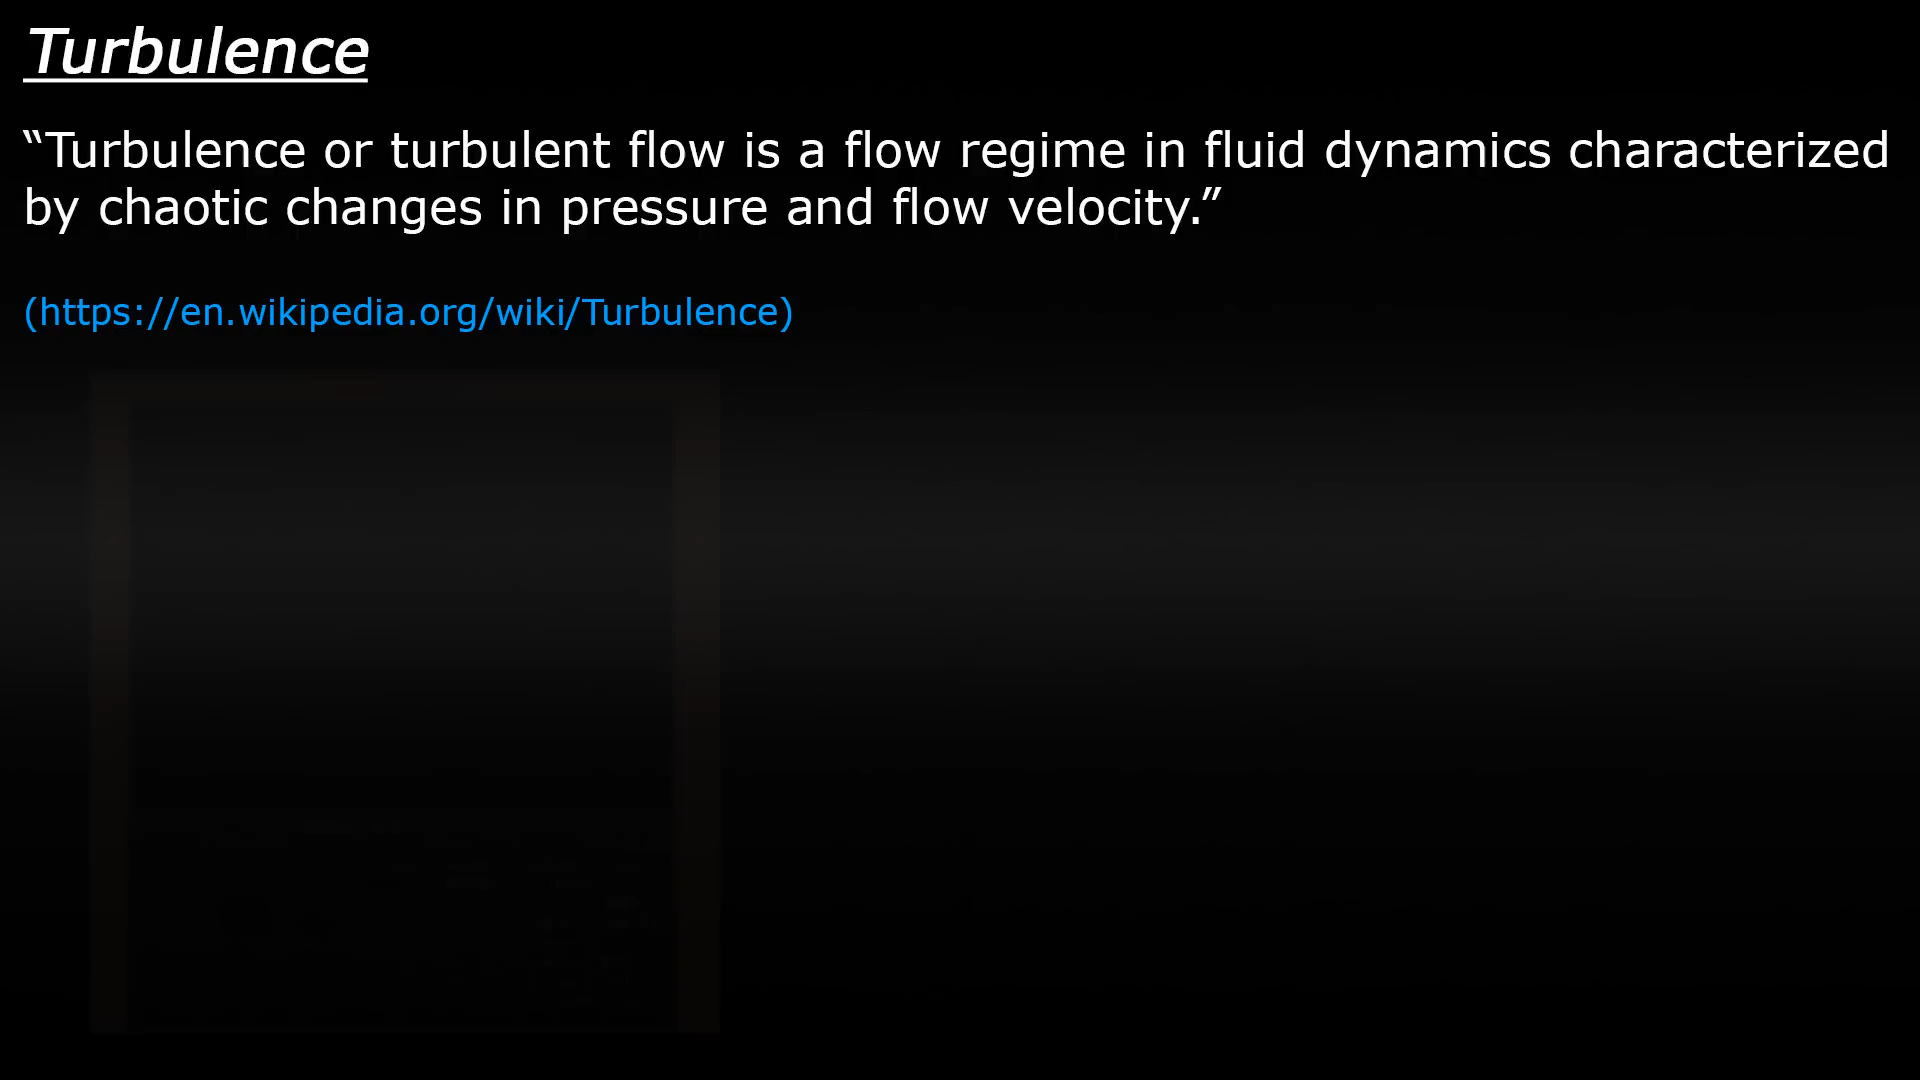 Turbulence
“Turbulence or turbulent flow is a flow regime in fluid dynamics characterized
by chaotic changes in pressure and flow velocity.”
(https://en.wikipedia.org/wiki/Turbulence)